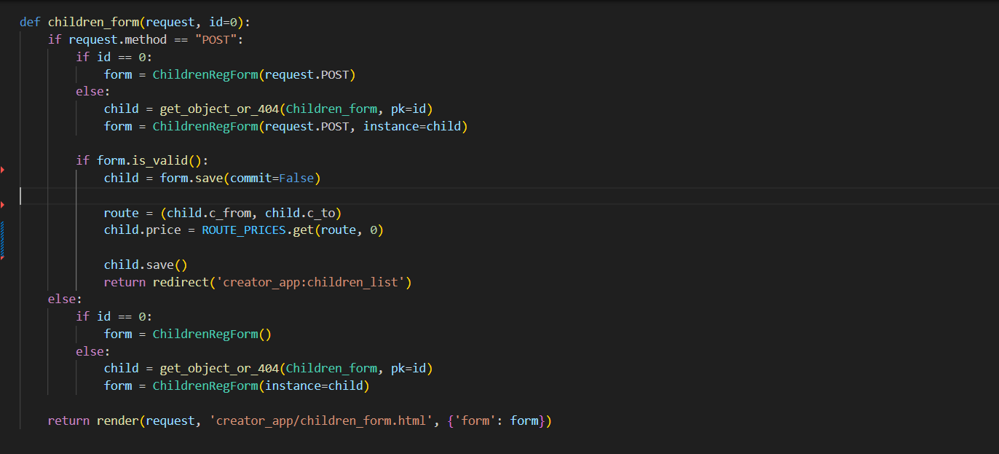 def children_form(request, id=0):
    if request.method == "POST":
        if id == 0:
            form = ChildrenRegForm(request.POST)
        else:
            child = get_object_or_404(Children_form, pk=id)
            form = ChildrenRegForm(request.POST, instance=child)

        if form.is_valid():
            child = form.save(commit=False)

            route = (child.c_from, child.c_to)
            child.price = ROUTE_PRICES.get(route, 0)

            child.save()
            return redirect('creator_app:children_list')
    else:
        if id == 0:
            form = ChildrenRegForm()
        else:
            child = get_object_or_404(Children_form, pk=id)
            form = ChildrenRegForm(instance=child)

    return render(request, 'creator_app/children_form.html', {'form': form})